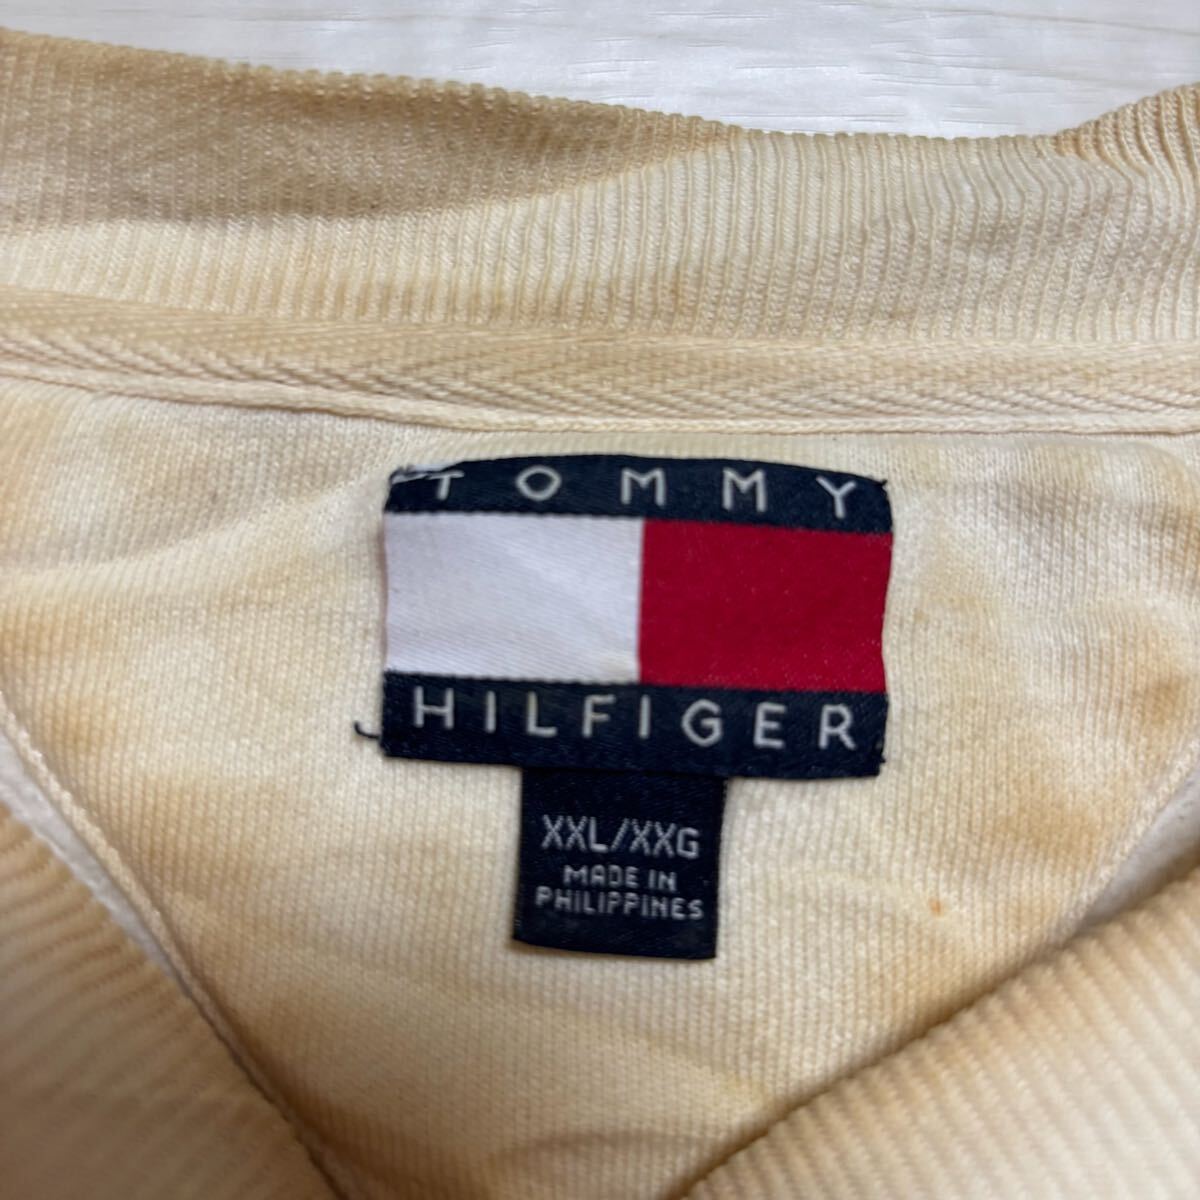 TOMMY
HILFIGER
XXL/XXG
MADE IN
PHILIPPINES